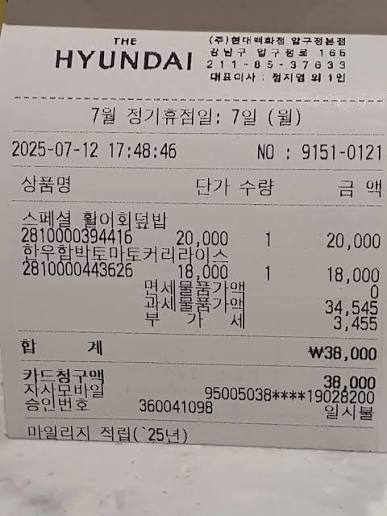 THE
HYUNDAI
(주)현대백화점 압구정본점
강남구 압구정로 165
211-85-37633
대표이사 : 정지영 외 1인
7월 정기휴점일: 7일 (월)
2025-07-12 17:48:46 NO : 9151-0121
상품명 단가 수량 금 액
스페셜 활어회덮밥
2810000394416 20,000 1 20,000
한우함박토마토커리라이스
2810000443626 18,000 1 18,000
면세물품가액 0
과세물품가액 34,545
부 가 세 3,455
합 계 ₩38,000
카드청구액 38,000
자사모바일 95005038****19028200
승인번호 360041098 일시불
마일리지 적립(`25년)